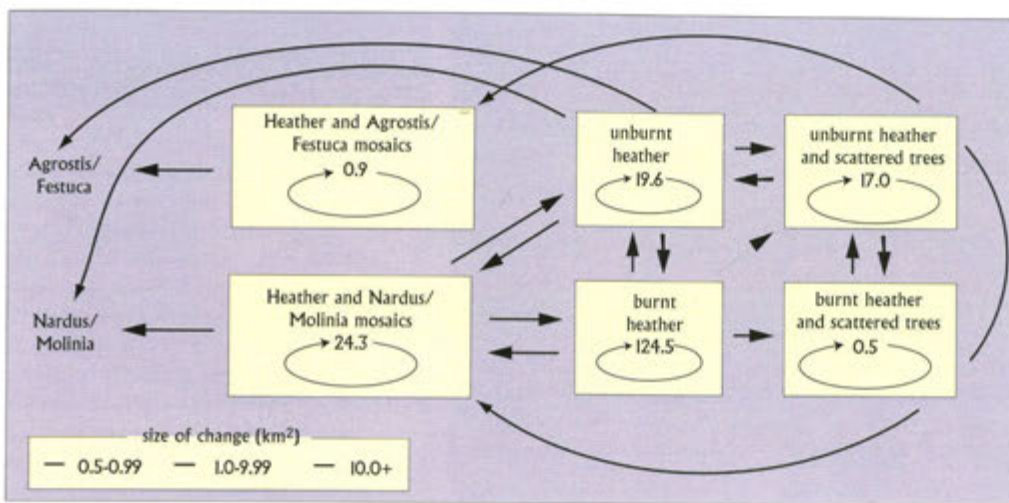 Heather and Agrostis/
Festuca mosaics
0.9
unburnt
heather
19.6
unburnt heather
and scattered trees
17.0
Agrostis/
Festuca
Heather and Nardus/
Molinia mosaics
24.3
burnt
heather
124.5
burnt heather
and scattered trees
0.5
Nardus/
Molinia
size of change (km²)
0.5-0.99 1.0-9.99 10.0+